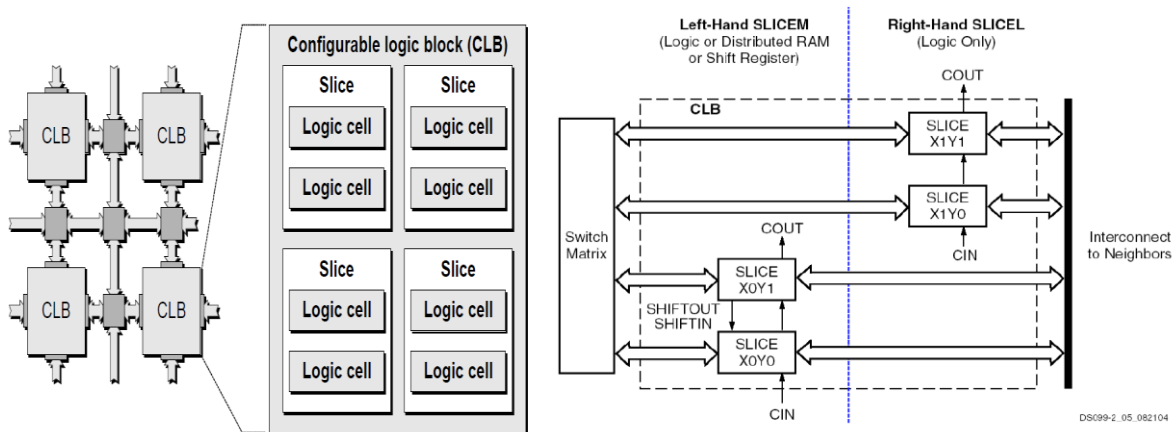 CLB
CLB
CLB
CLB
Configurable logic block (CLB)
Slice
Logic cell
Logic cell
Slice
Logic cell
Logic cell
Slice
Logic cell
Logic cell
Slice
Logic cell
Logic cell
Left-Hand SLICEM
(Logic or Distributed RAM
or Shift Register)
Right-Hand SLICEL
(Logic Only)
COUT
CLB
SLICE
X1Y1
SLICE
X1Y0
COUT
CIN
Switch
Matrix
Interconnect
to Neighbors
SLICE
X0Y1
SHIFTOUT
SHIFTIN
SLICE
X0Y0
CIN
DS099-2_05_082104